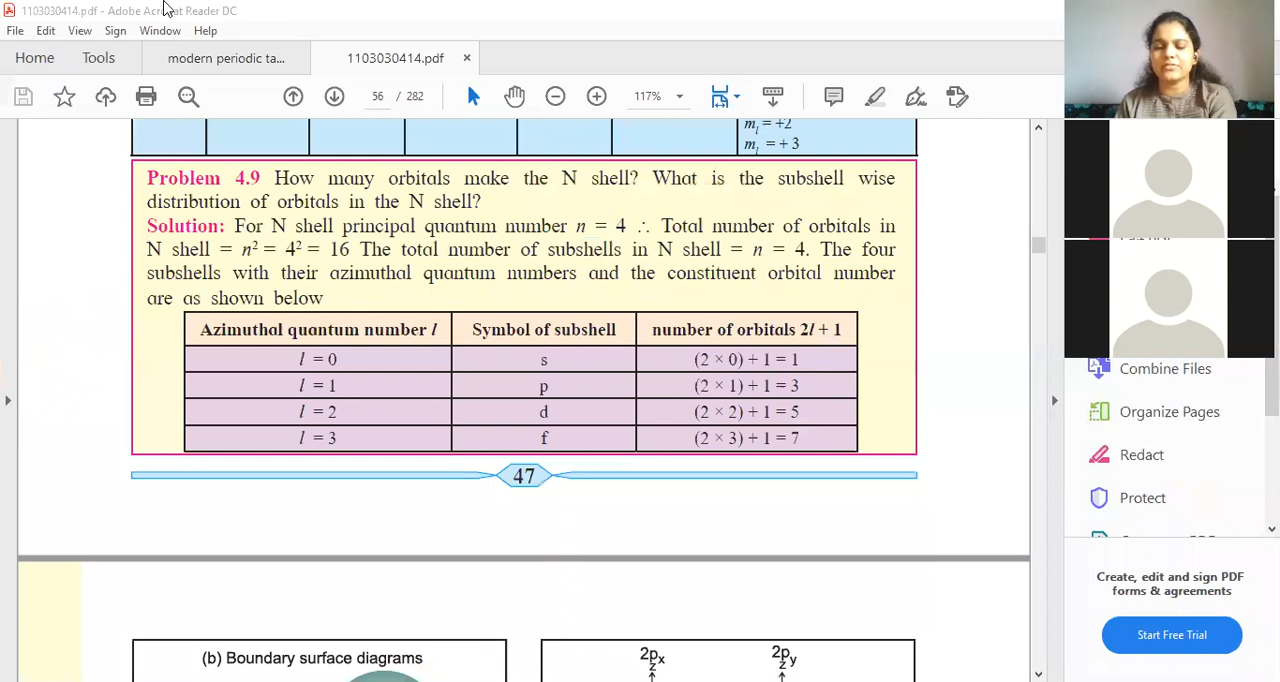 1103030414.pdf - Adobe Acrobat Reader DC
File Edit View Sign Window Help
Home Tools modern periodic ta... 1103030414.pdf ×
56 / 282 117%
m_l = +2
m_l = + 3
Problem 4.9 How many orbitals make the N shell? What is the subshell wise
distribution of orbitals in the N shell?
Solution: For N shell principal quantum number n = 4 ∴ Total number of orbitals in
N shell = n² = 4² = 16 The total number of subshells in N shell = n = 4. The four
subshells with their azimuthal quantum numbers and the constituent orbital number
are as shown below
Azimuthal quantum number l Symbol of subshell number of orbitals 2l + 1
l = 0 s (2 × 0) + 1 = 1
l = 1 p (2 × 1) + 1 = 3
l = 2 d (2 × 2) + 1 = 5
l = 3 f (2 × 3) + 1 = 7
47
(b) Boundary surface diagrams
2px 2py
z z
Combine Files
Organize Pages
Redact
Protect
Create, edit and sign PDF
forms & agreements
Start Free Trial